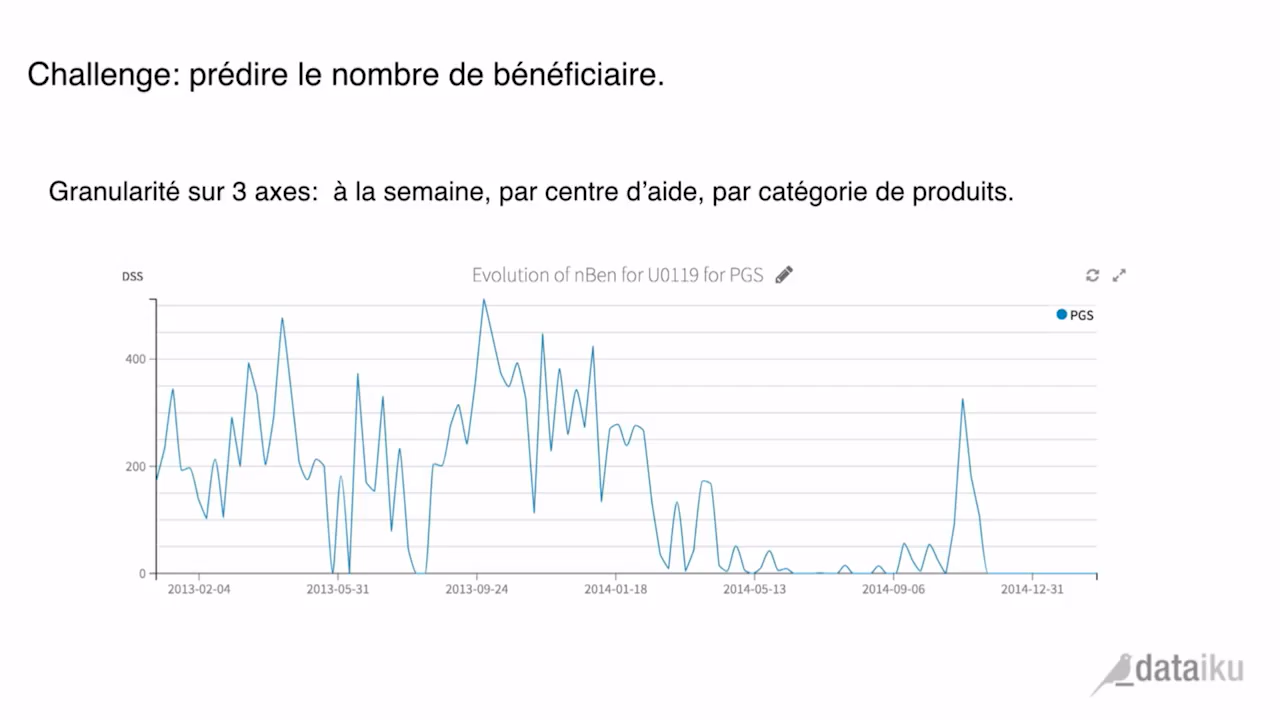 Challenge: prédire le nombre de bénéficiaire.
Granularité sur 3 axes:  à la semaine, par centre d’aide, par catégorie de produits.
DSS
Evolution of nBen for U0119 for PGS
PGS
400
200
0
2013-02-04 2013-05-31 2013-09-24 2014-01-18 2014-05-13 2014-09-06 2014-12-31
dataiku